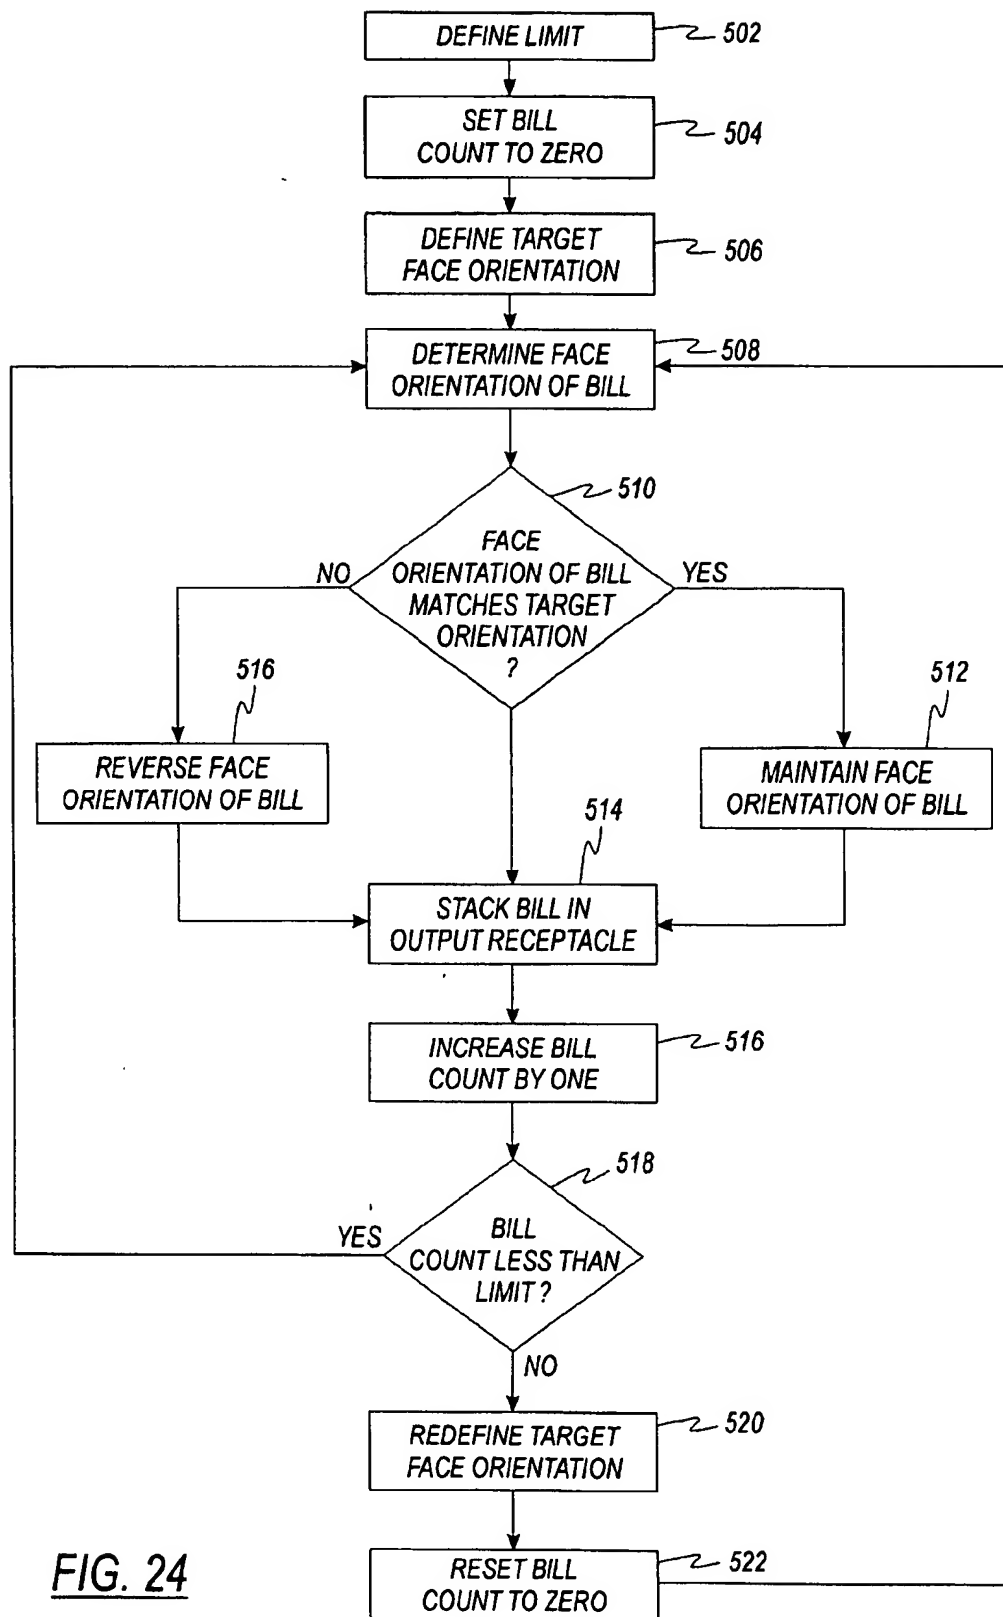 DEFINE LIMIT
502
SET BILL
COUNT TO ZERO
504
DEFINE TARGET
FACE ORIENTATION
506
DETERMINE FACE
ORIENTATION OF BILL
508
510
FACE
ORIENTATION OF BILL
MATCHES TARGET
ORIENTATION
?
NO
YES
516
REVERSE FACE
ORIENTATION OF BILL
512
MAINTAIN FACE
ORIENTATION OF BILL
514
STACK BILL IN
OUTPUT RECEPTACLE
INCREASE BILL
COUNT BY ONE
516
518
BILL
COUNT LESS THAN
LIMIT?
YES
NO
REDEFINE TARGET
FACE ORIENTATION
520
RESET BILL
COUNT TO ZERO
522
FIG. 24